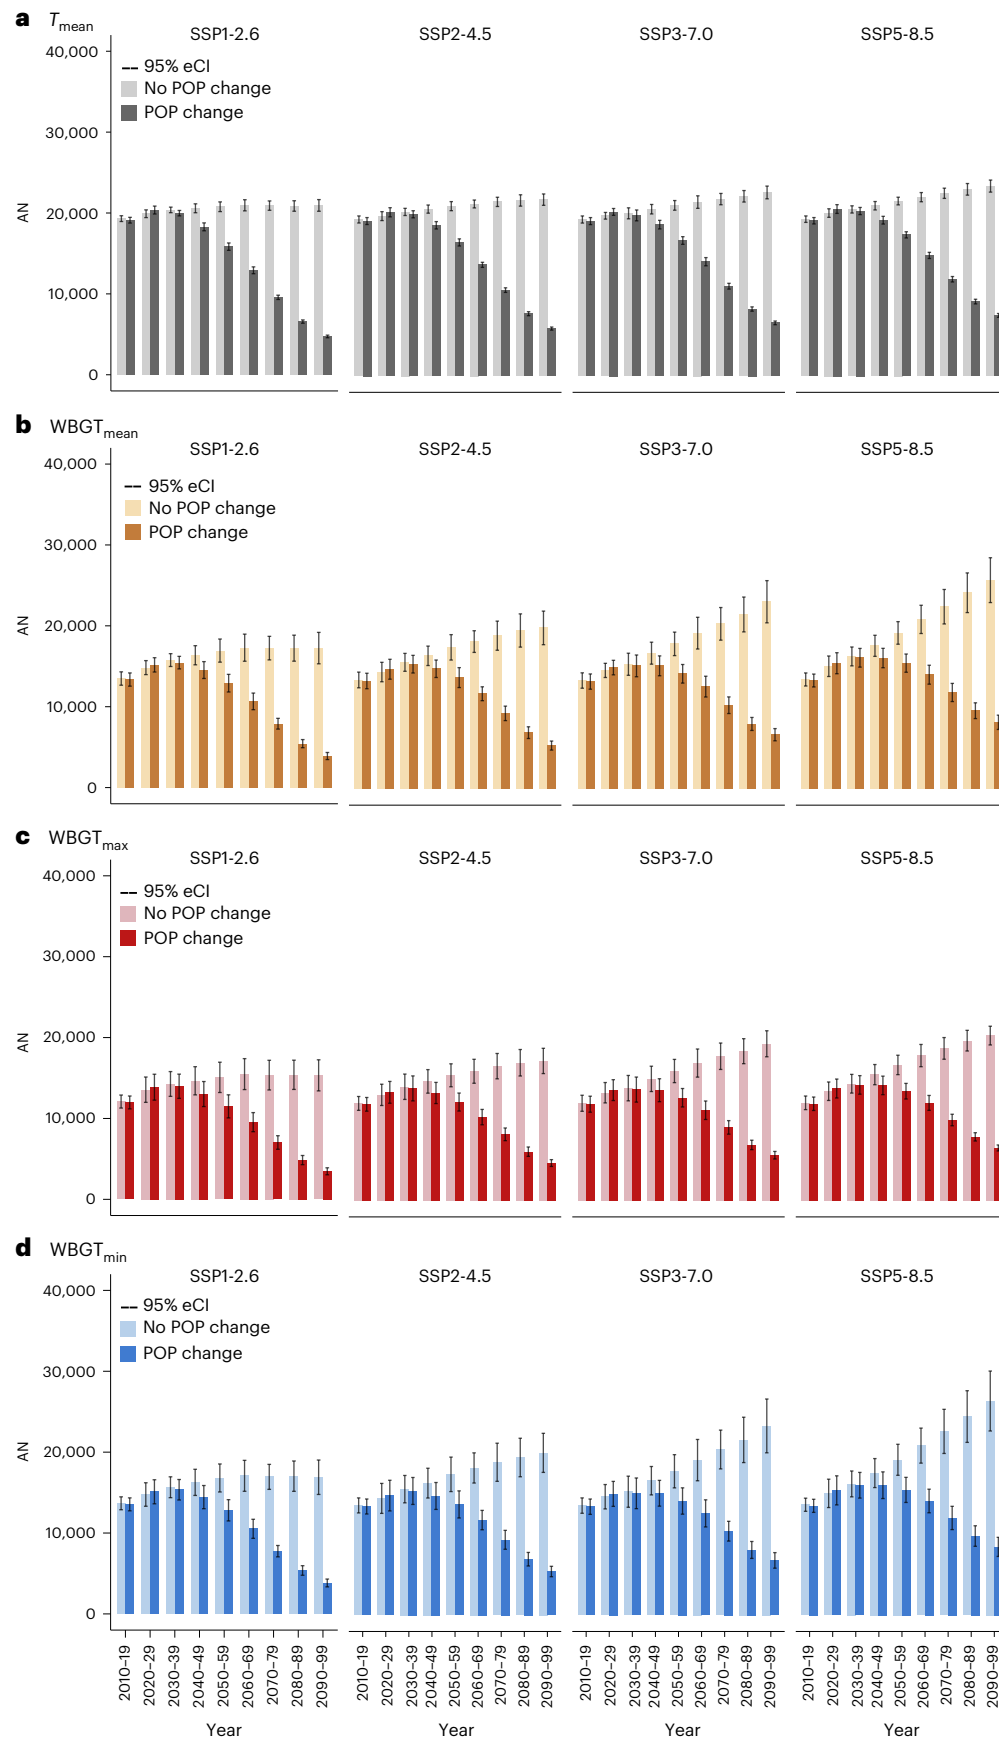 a T_mean
SSP1-2.6 SSP2-4.5 SSP3-7.0 SSP5-8.5
40,000
95% eCI
No POP change
POP change
30,000
AN
20,000
10,000
0
b WBGT_mean
SSP1-2.6 SSP2-4.5 SSP3-7.0 SSP5-8.5
40,000
95% eCI
No POP change
POP change
30,000
AN
20,000
10,000
0
c WBGT_max
SSP1-2.6 SSP2-4.5 SSP3-7.0 SSP5-8.5
40,000
95% eCI
No POP change
POP change
30,000
AN
20,000
10,000
0
d WBGT_min
SSP1-2.6 SSP2-4.5 SSP3-7.0 SSP5-8.5
40,000
95% eCI
No POP change
POP change
30,000
AN
20,000
10,000
0
2010–19 2020–29 2030–39 2040–49 2050–59 2060–69 2070–79 2080–89 2090–99 2010–19 2020–29 2030–39 2040–49 2050–59 2060–69 2070–79 2080–89 2090–99 2010–19 2020–29 2030–39 2040–49 2050–59 2060–69 2070–79 2080–89 2090–99 2010–19 2020–29 2030–39 2040–49 2050–59 2060–69 2070–79 2080–89 2090–99
Year Year Year Year